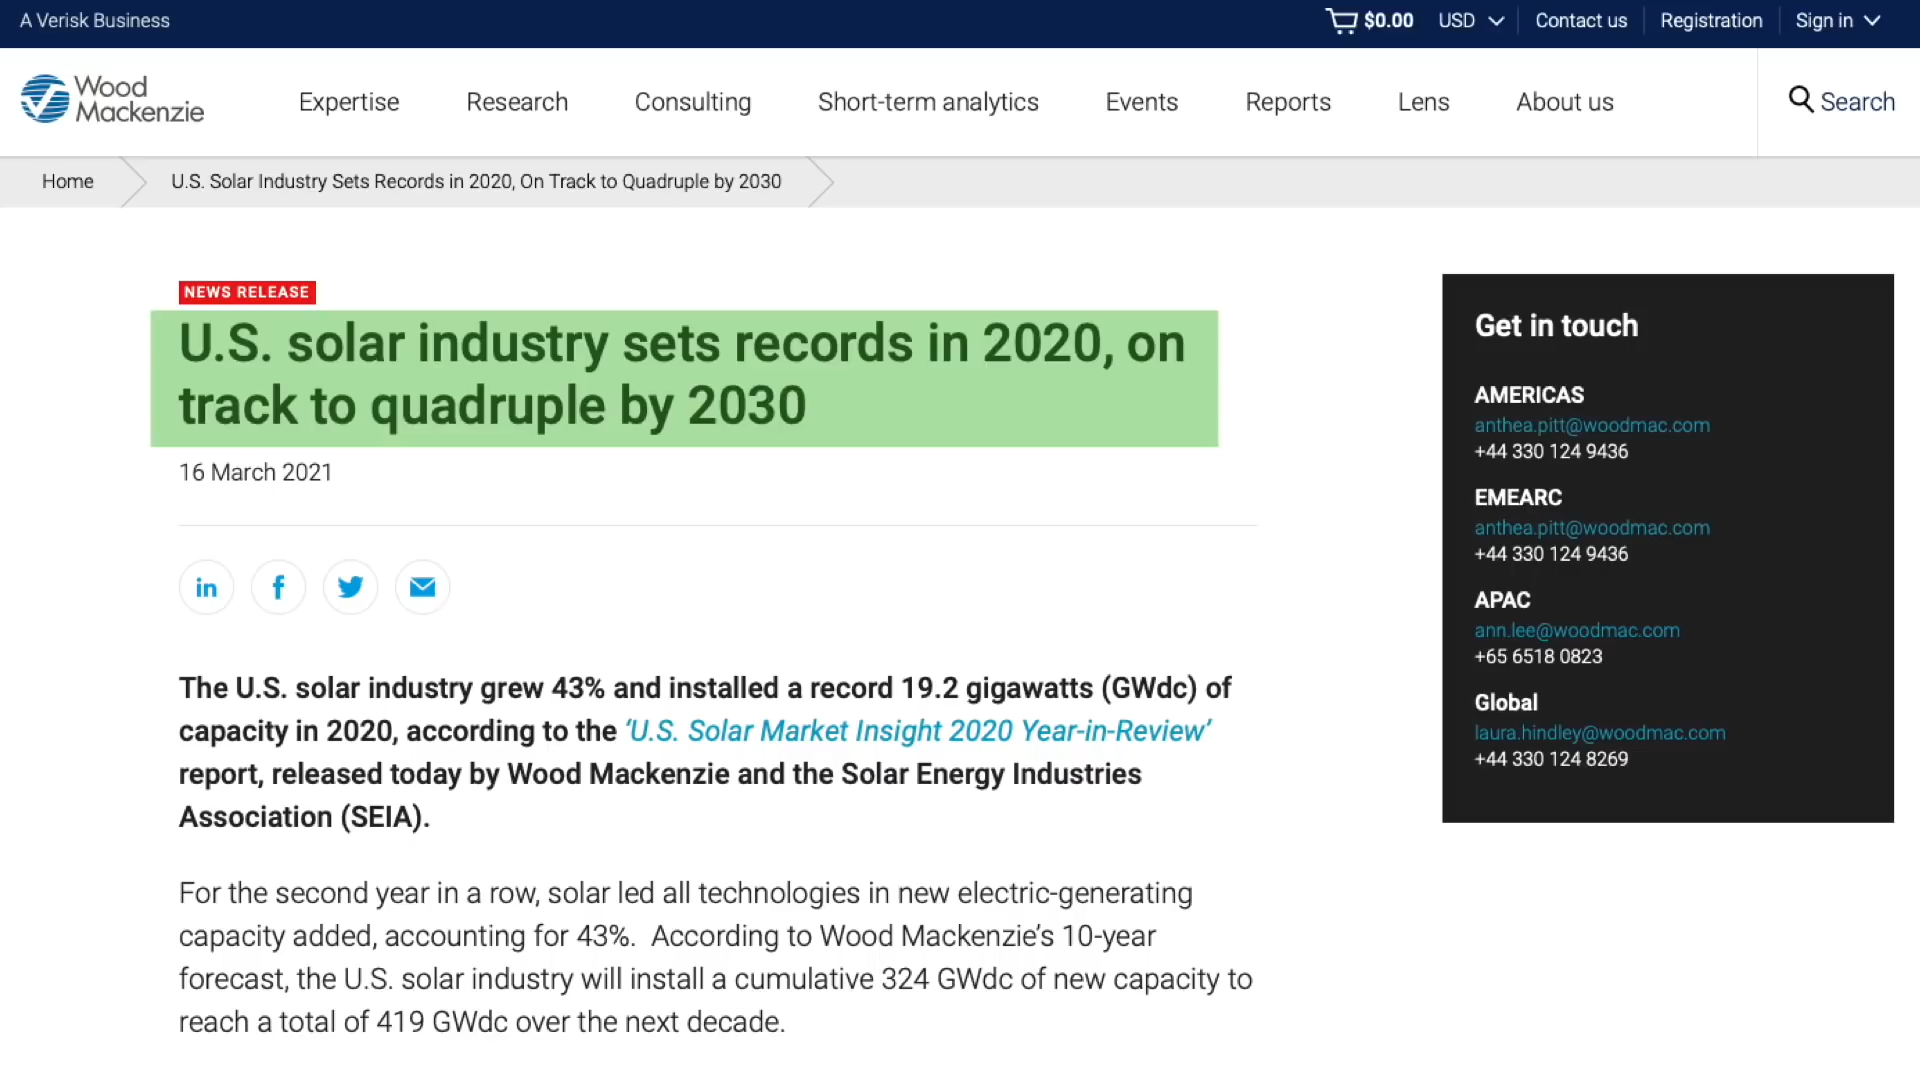 A Verisk Business
$0.00 USD Contact us Registration Sign in
Wood
Mackenzie
Expertise Research Consulting Short-term analytics Events Reports Lens About us Search
Home U.S. Solar Industry Sets Records in 2020, On Track to Quadruple by 2030
NEWS RELEASE
U.S. solar industry sets records in 2020, on
track to quadruple by 2030
16 March 2021
in f
The U.S. solar industry grew 43% and installed a record 19.2 gigawatts (GWdc) of
capacity in 2020, according to the ‘U.S. Solar Market Insight 2020 Year-in-Review’
report, released today by Wood Mackenzie and the Solar Energy Industries
Association (SEIA).
For the second year in a row, solar led all technologies in new electric-generating
capacity added, accounting for 43%.  According to Wood Mackenzie’s 10-year
forecast, the U.S. solar industry will install a cumulative 324 GWdc of new capacity to
reach a total of 419 GWdc over the next decade.
Get in touch
AMERICAS
anthea.pitt@woodmac.com
+44 330 124 9436
EMEARC
anthea.pitt@woodmac.com
+44 330 124 9436
APAC
ann.lee@woodmac.com
+65 6518 0823
Global
laura.hindley@woodmac.com
+44 330 124 8269